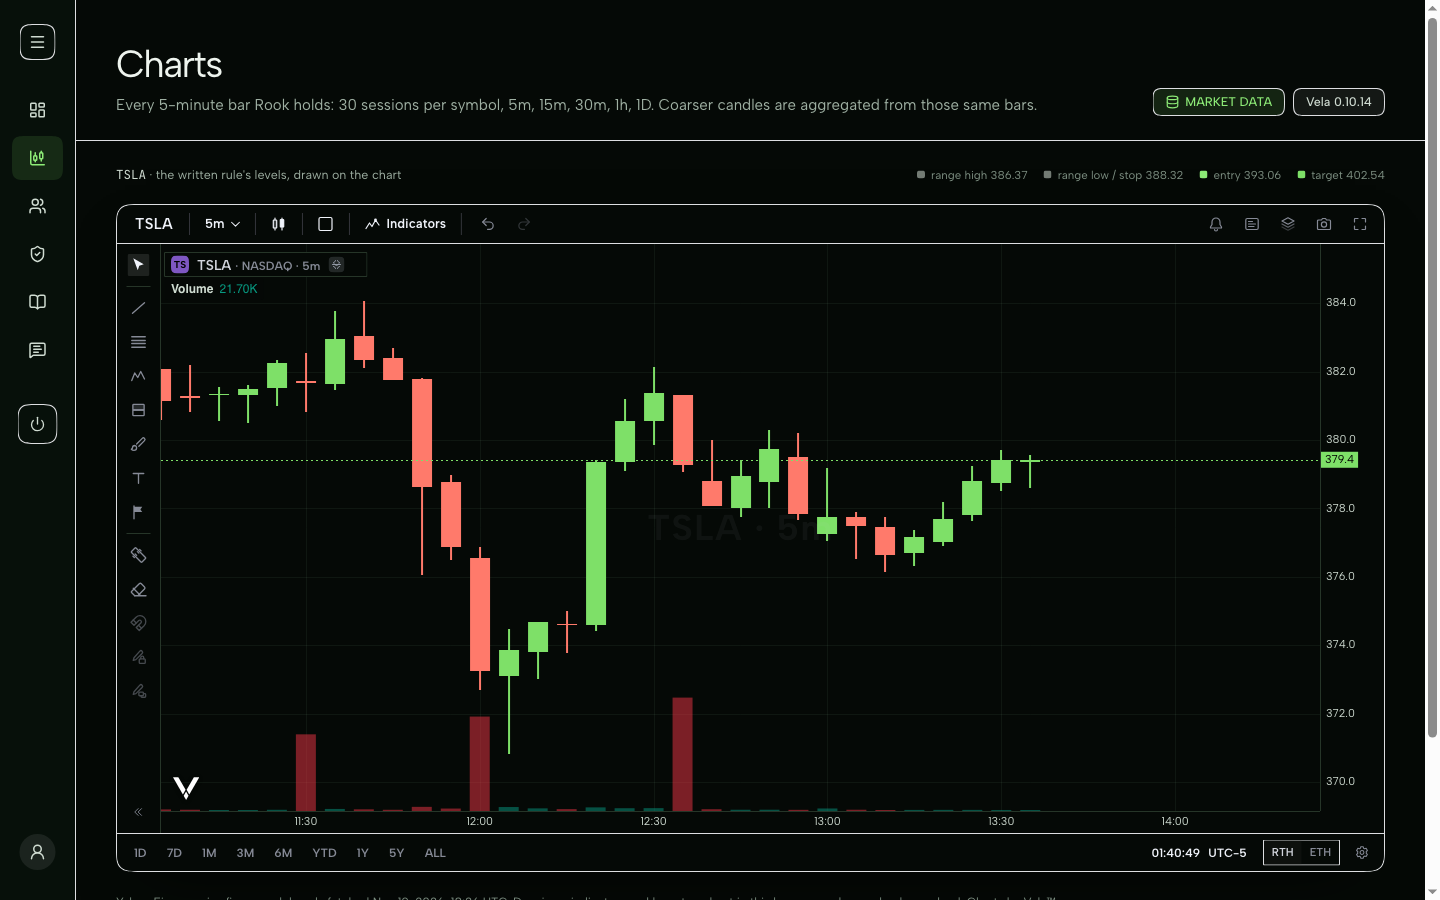 Charts
Every 5-minute bar Rook holds: 30 sessions per symbol, 5m, 15m, 30m, 1h, 1D. Coarser candles are aggregated from those same bars.
MARKET DATA
Vela 0.10.14
TSLA · the written rule's levels, drawn on the chart
range high 386.37 range low / stop 388.32 entry 393.06 target 402.54
TSLA 5m Indicators
TS TSLA · NASDAQ · 5m
Volume 21.70K
384.0
382.0
380.0
379.4
378.0
TSLA · 5m
376.0
374.0
372.0
370.0
11:30 12:00 12:30 13:00 13:30 14:00
1D 7D 1M 3M 6M YTD 1Y 5Y ALL
01:40:49 UTC-5 RTH ETH